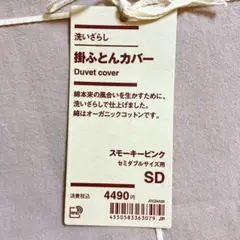 洗いざらし
掛ふとんカバー
Duvet cover
綿本来の風合いを生かすために、
洗いざらしで仕上げました。
綿はオーガニックコットンです。
スモーキーピンク
セミダブルサイズ用
SD
消費税込 4490円
4550583365079 JP